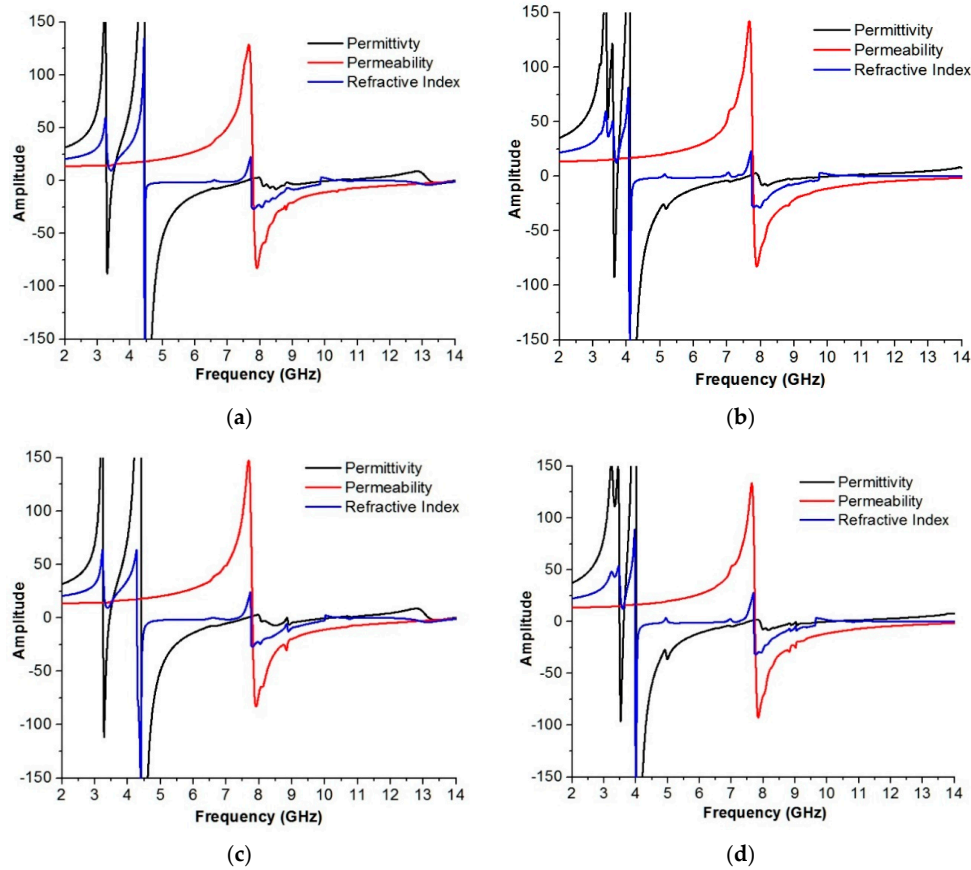 150
100
50
0
-50
-100
-150
Amplitude
Permittivty
Permeability
Refractive Index
2 3 4 5 6 7 8 9 10 11 12 13 14
Frequency (GHz)
(a)
150
100
50
0
-50
-100
-150
Amplitude
Permittivity
Permeability
Refractive Index
2 3 4 5 6 7 8 9 10 11 12 13 14
Frequency (GHz)
(b)
150
100
50
0
-50
-100
-150
Amplitude
Permittivity
Permeability
Refractive Index
2 3 4 5 6 7 8 9 10 11 12 13 14
Frequency (GHz)
(c)
150
100
50
0
-50
-100
-150
Amplitude
Permittivity
Permeability
Refractive Index
2 3 4 5 6 7 8 9 10 11 12 13 14
Frequency (GHz)
(d)